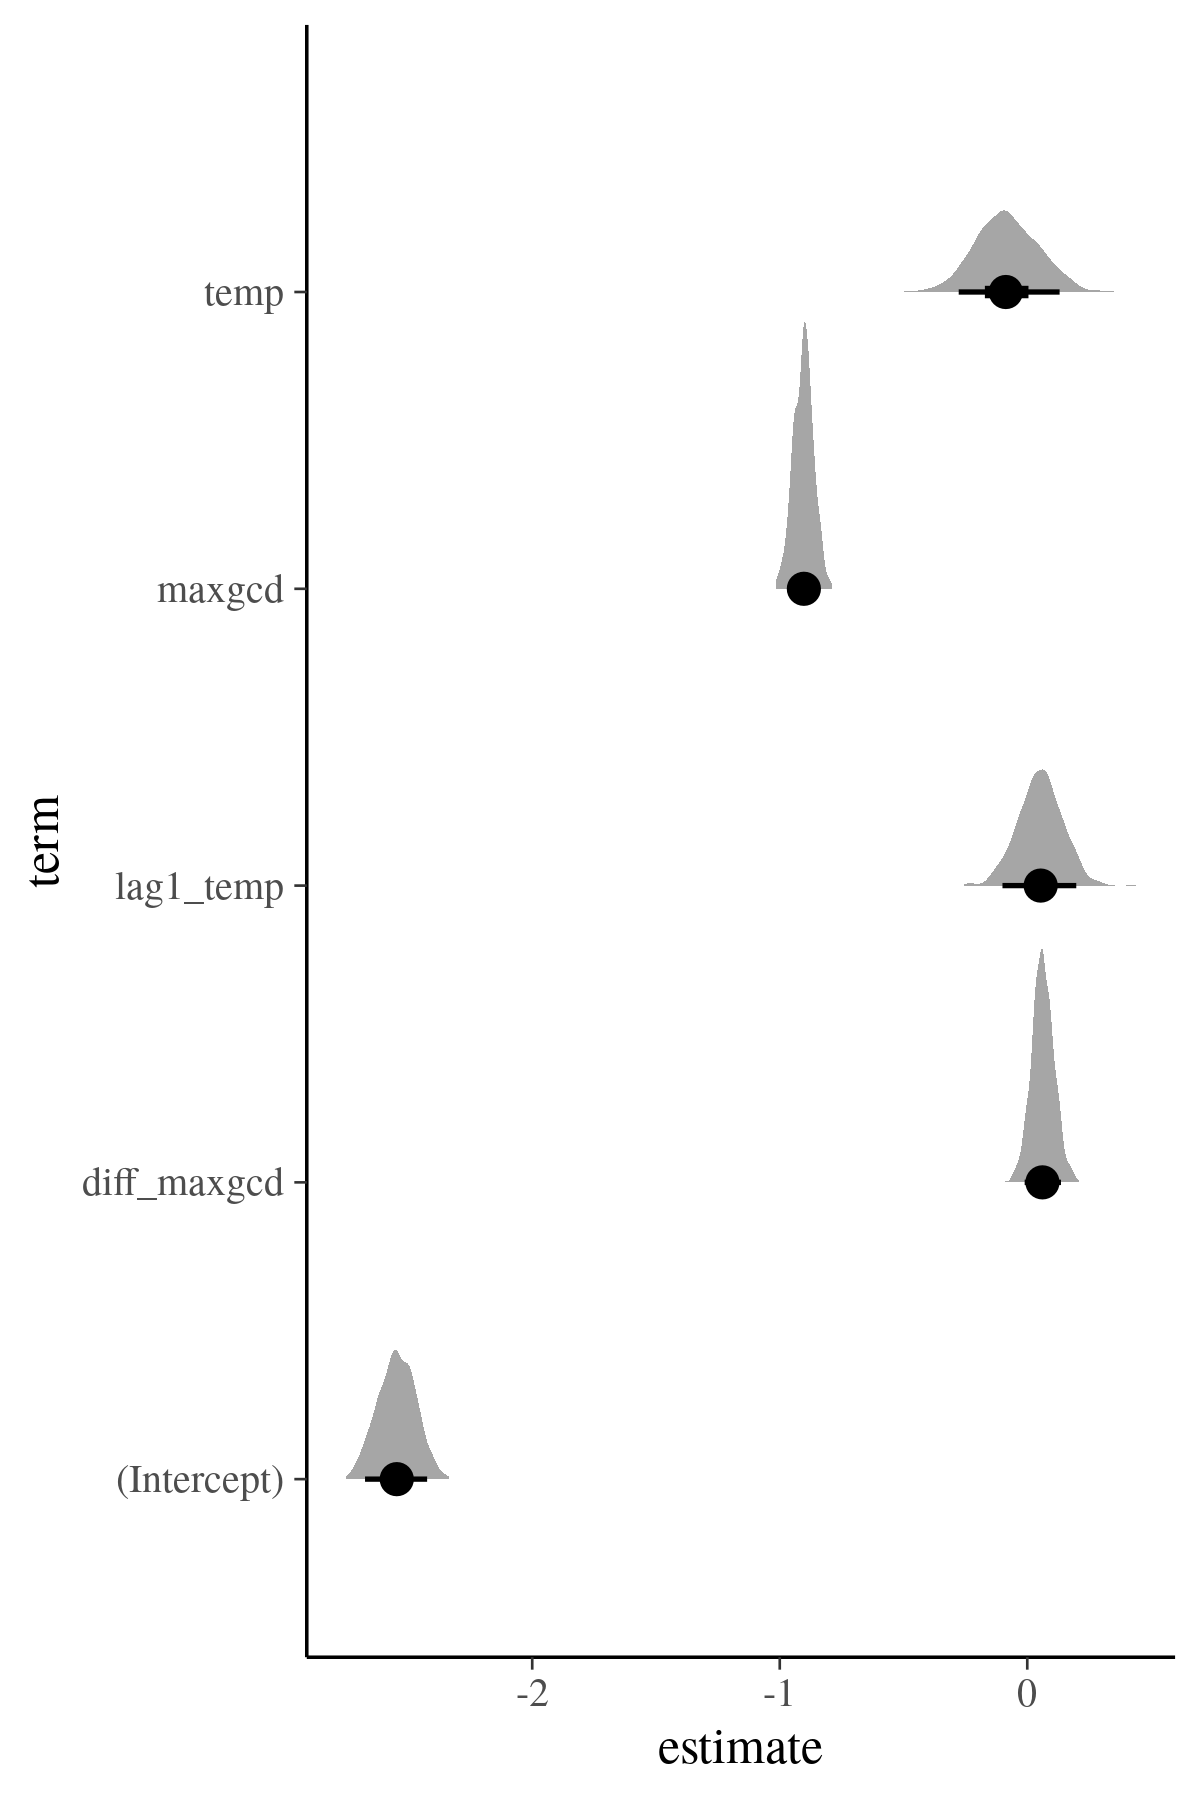 term
temp
maxgcd
lag1_temp
diff_maxgcd
(Intercept)
-2
-1
0
estimate